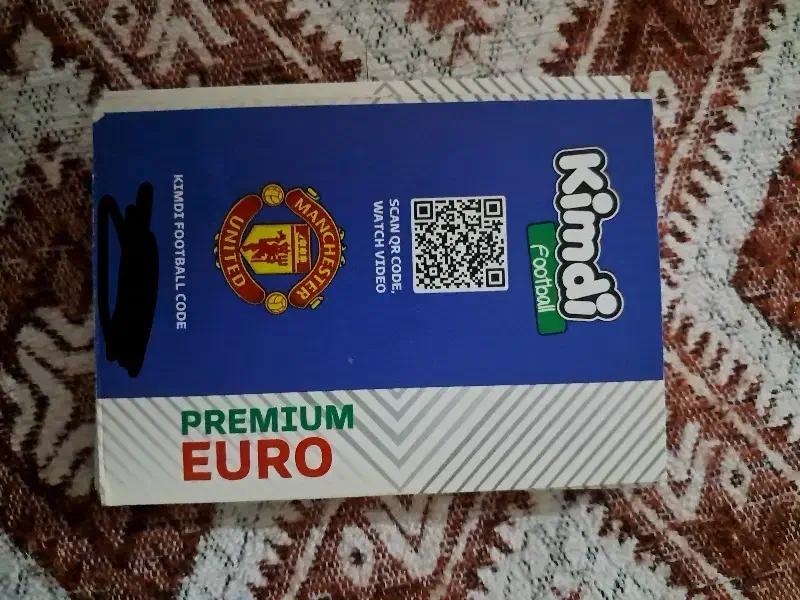 Kimdi
Football
SCAN QR CODE,
WATCH VIDEO
MANCHESTER
UNITED
KIMDI FOOTBALL CODE
PREMIUM
EURO